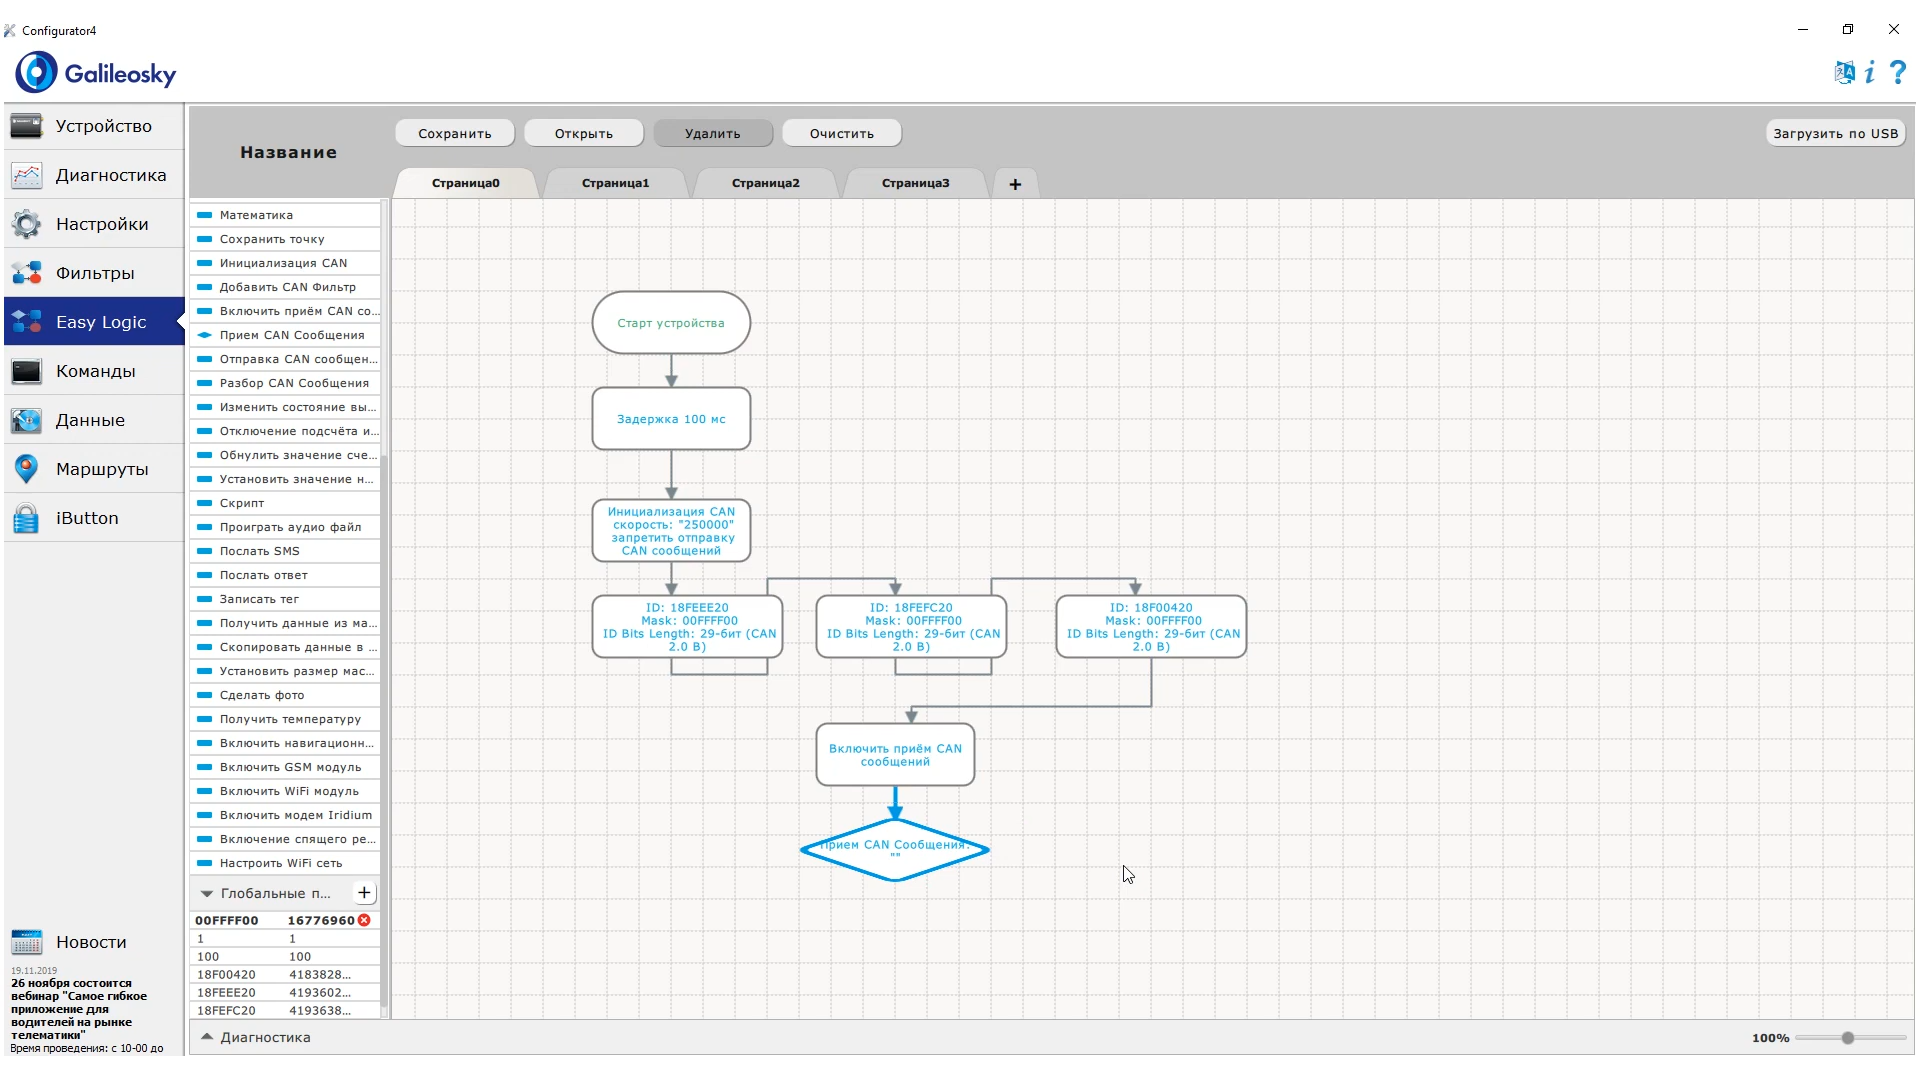 Configurator4
Galileosky
Устройство
Диагностика
Настройки
Фильтры
Easy Logic
Команды
Данные
Маршруты
iButton
Новости
19.11.2019
26 ноября состоится
вебинар "Самое гибкое
приложение для
водителей на рынке
телематики"
Время проведения: с 10-00 до
Название
Сохранить
Открыть
Удалить
Очистить
Загрузить по USB
Страница0
Страница1
Страница2
Страница3
+
Математика
Сохранить точку
Инициализация CAN
Добавить CAN Фильтр
Включить приём CAN со...
Прием CAN Сообщения
Отправка CAN сообщен...
Разбор CAN Сообщения
Изменить состояние вы...
Отключение подсчёта и...
Обнулить значение сче...
Установить значение н...
Скрипт
Проиграть аудио файл
Послать SMS
Послать ответ
Записать тег
Получить данные из ма...
Скопировать данные в ...
Установить размер мас...
Сделать фото
Получить температуру
Включить навигационн...
Включить GSM модуль
Включить WiFi модуль
Включить модем Iridium
Включение спящего ре...
Настроить WiFi сеть
Глобальные п... +
00FFFF00 16776960
1 1
100 100
18F00420 4183828...
18FEEE20 4193602...
18FEFC20 4193638...
Диагностика
100%
Старт устройства
Задержка 100 мс
Инициализация CAN
скорость: "250000"
запретить отправку
CAN сообщений
ID: 18FEEE20
Mask: 00FFFF00
ID Bits Length: 29-бит (CAN
2.0 B)
ID: 18FEFC20
Mask: 00FFFF00
ID Bits Length: 29-бит (CAN
2.0 B)
ID: 18F00420
Mask: 00FFFF00
ID Bits Length: 29-бит (CAN
2.0 B)
Включить приём CAN
сообщений
Прием CAN Сообщения:
""